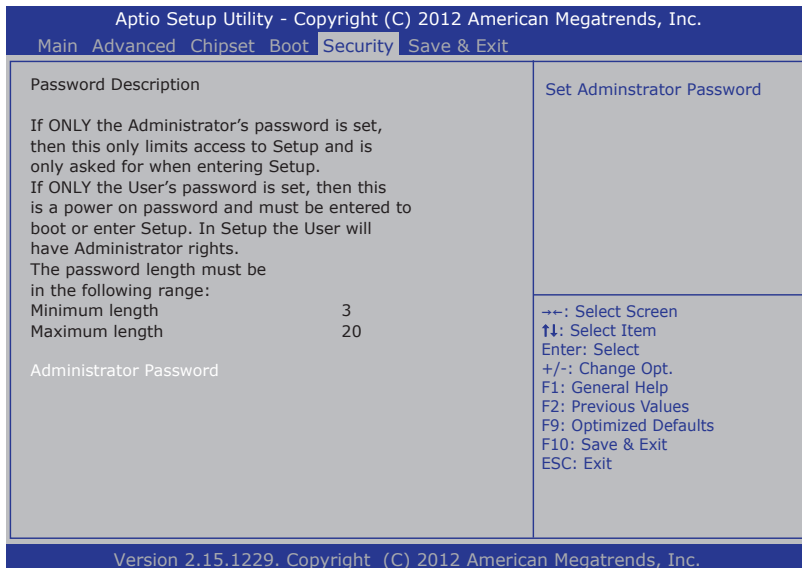 Aptio Setup Utility - Copyright (C) 2012 American Megatrends, Inc.
Main Advanced Chipset Boot Security Save & Exit
Password Description
If ONLY the Administrator's password is set,
then this only limits access to Setup and is
only asked for when entering Setup.
If ONLY the User's password is set, then this
is a power on password and must be entered to
boot or enter Setup. In Setup the User will
have Administrator rights.
The password length must be
in the following range:
Minimum length 3
Maximum length 20
Administrator Password
Set Adminstrator Password
→←: Select Screen
↑↓: Select Item
Enter: Select
+/-: Change Opt.
F1: General Help
F2: Previous Values
F9: Optimized Defaults
F10: Save & Exit
ESC: Exit
Version 2.15.1229. Copyright (C) 2012 American Megatrends, Inc.